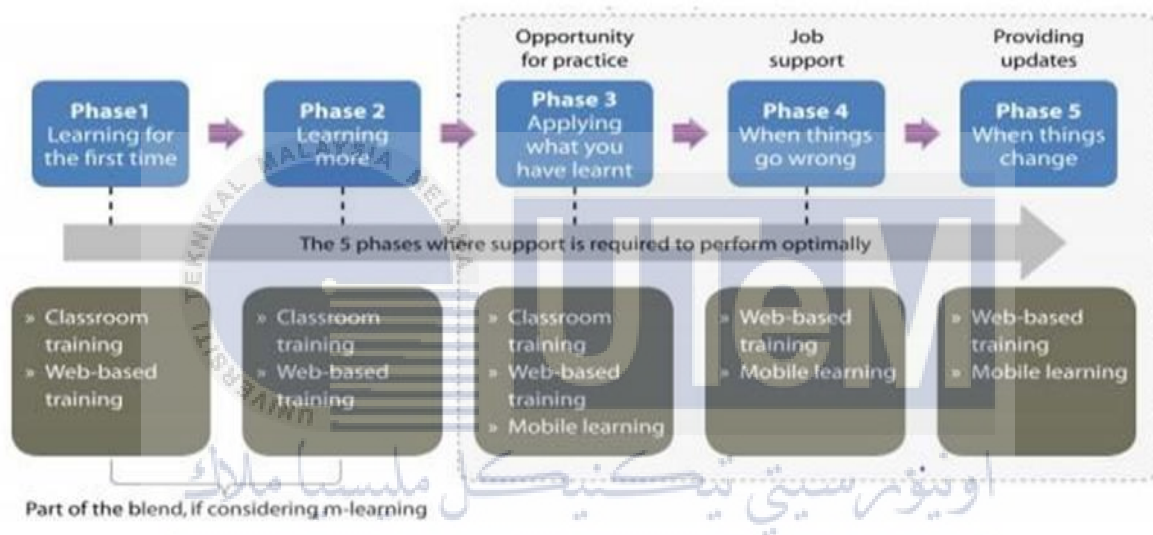 Opportunity
for practice
Job
support
Providing
updates
Phase1
Learning for
the first time
Phase 2
Learning
more
Phase 3
Applying
what you
have learnt
Phase 4
When things
go wrong
Phase 5
When things
change
The 5 phases where support is required to perform optimally
» Classroom
training
» Web-based
training
» Classroom
training
» Web-based
training
» Classroom
training
» Web-based
training
» Mobile learning
» Web-based
training
» Mobile learning
» Web-based
training
» Mobile learning
Part of the blend, if considering m-learning
UNIVERSITI TEKNIKAL MALAYSIA MELAKA
UTeM
اونيۏرسيتي تيكنيكل مليسيا ملاك